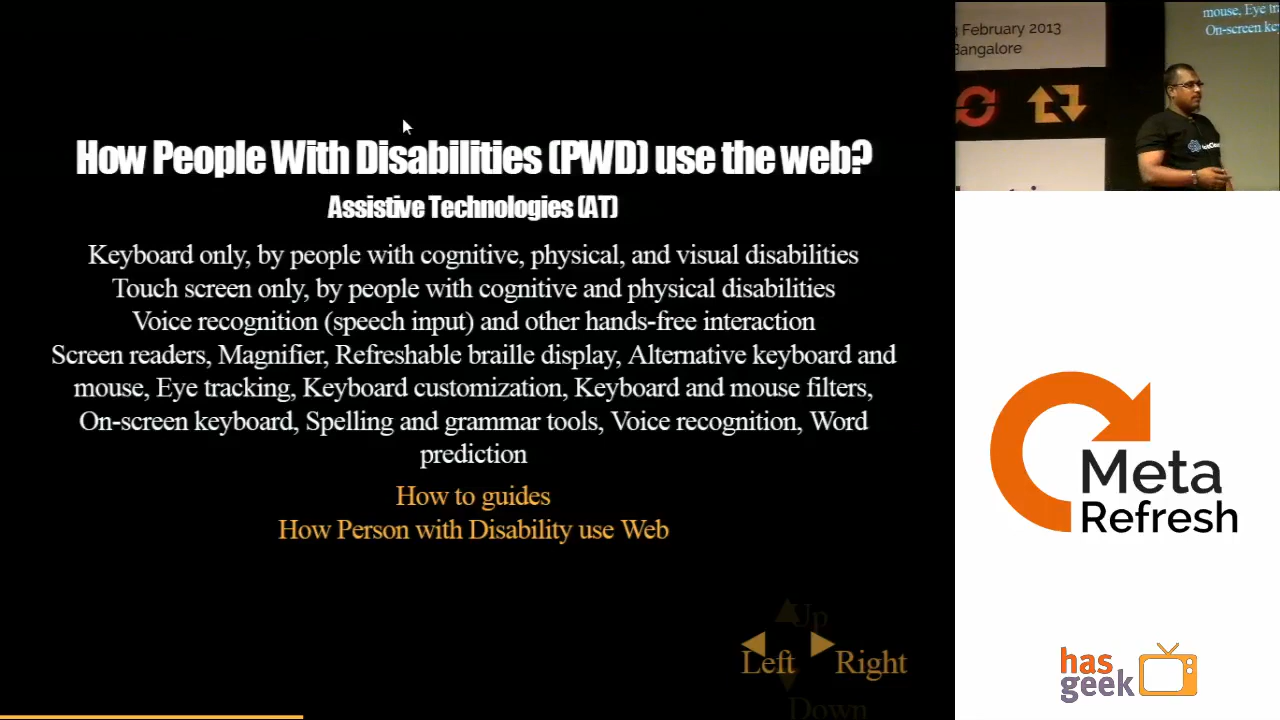 How People With Disabilities (PWD) use the web?
Assistive Technologies (AT)
Keyboard only, by people with cognitive, physical, and visual disabilities
Touch screen only, by people with cognitive and physical disabilities
Voice recognition (speech input) and other hands-free interaction
Screen readers, Magnifier, Refreshable braille display, Alternative keyboard and
mouse, Eye tracking, Keyboard customization, Keyboard and mouse filters,
On-screen keyboard, Spelling and grammar tools, Voice recognition, Word
prediction
How to guides
How Person with Disability use Web
Up
Left Right
Down
February 2013
Bangalore
mouse, Eye
On-screen
Meta
Refresh
has
geek